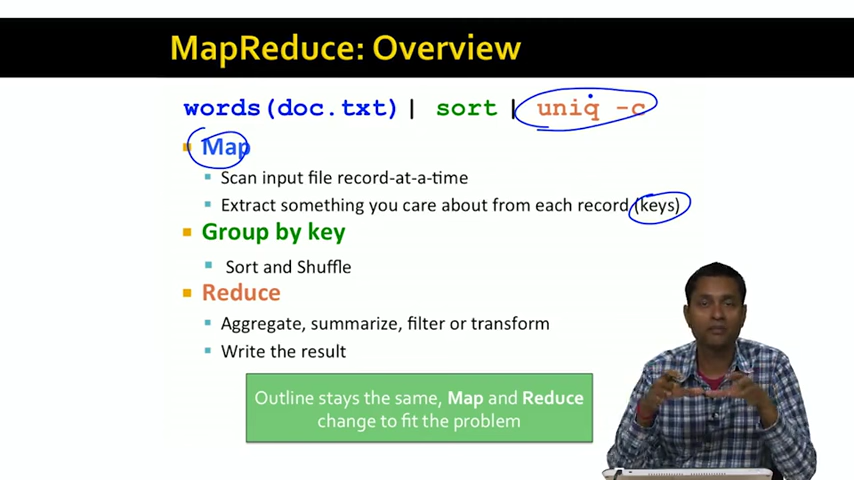 MapReduce: Overview
words(doc.txt) | sort | uniq -c
Map
Scan input file record-at-a-time
Extract something you care about from each record (keys)
Group by key
Sort and Shuffle
Reduce
Aggregate, summarize, filter or transform
Write the result
Outline stays the same, Map and Reduce
change to fit the problem